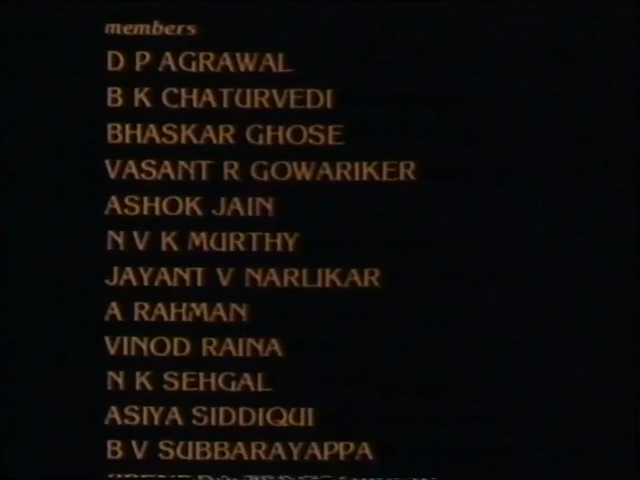 members
D P AGRAWAL
B K CHATURVEDI
BHASKAR GHOSE
VASANT R GOWARIKER
ASHOK JAIN
N V K MURTHY
JAYANT V NARLIKAR
A RAHMAN
VINOD RAINA
N K SEHGAL
ASIYA SIDDIQUI
B V SUBBARAYAPPA